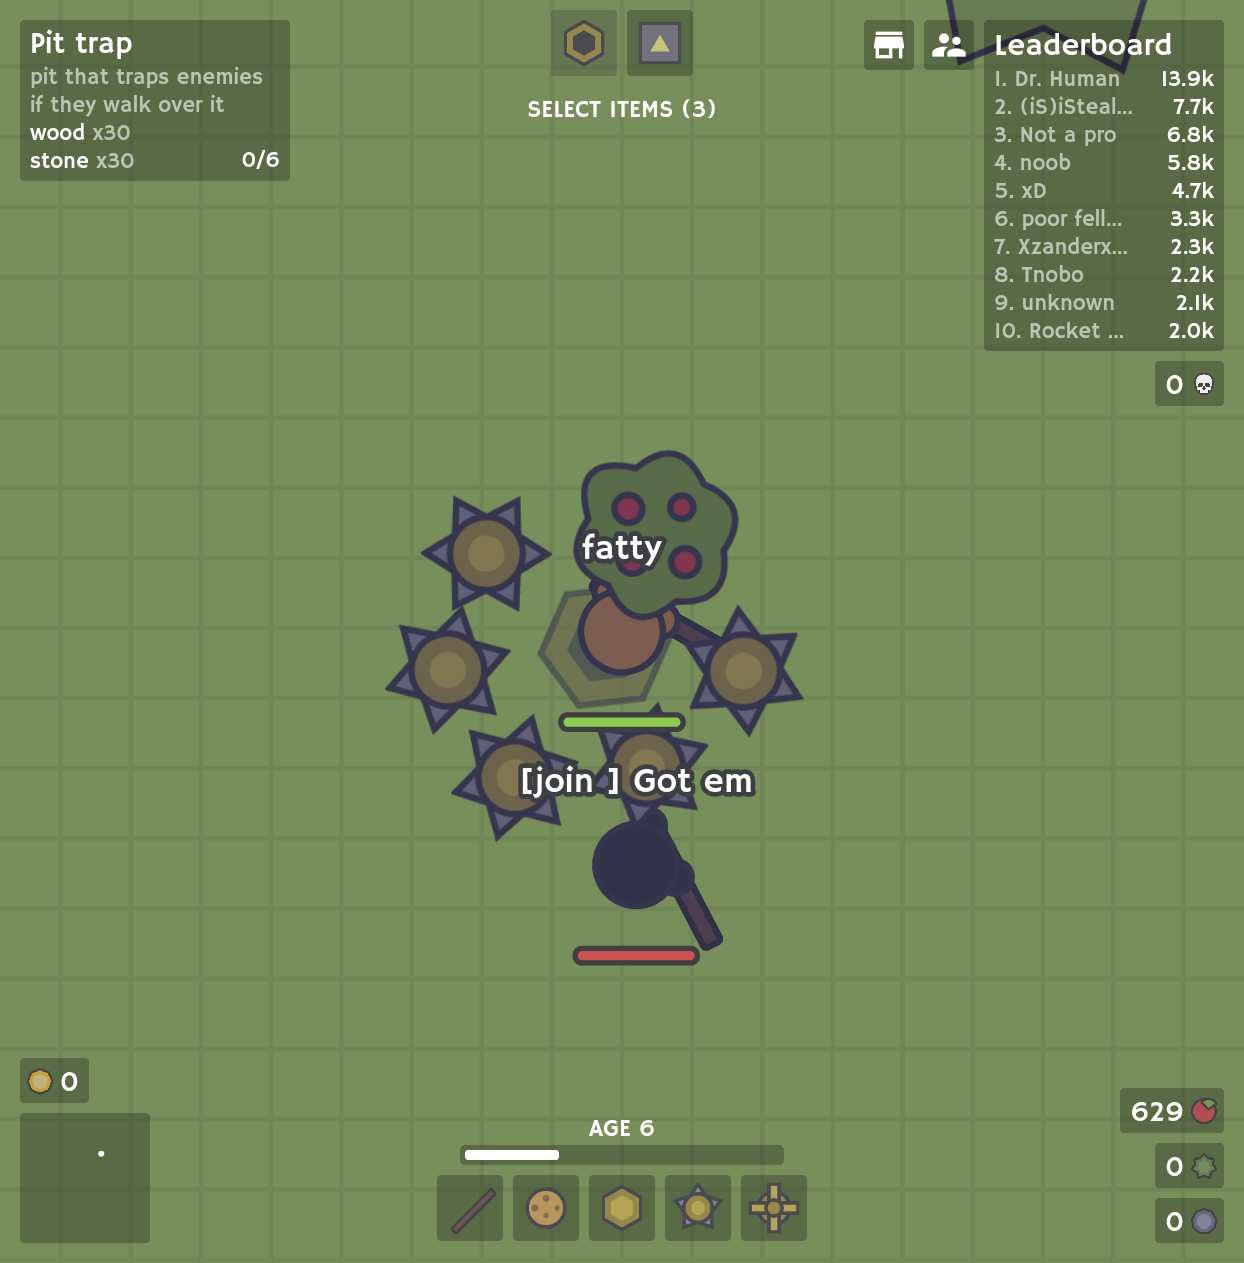 Pit trap
pit that traps enemies
if they walk over it
wood x30
stone x30 0/6
SELECT ITEMS (3)
Leaderboard
1. Dr. Human 13.9k
2. (iS)iSteal... 7.7k
3. Not a pro 6.8k
4. noob 5.8k
5. xD 4.7k
6. poor fell... 3.3k
7. Xzanderx... 2.3k
8. Tnobo 2.2k
9. unknown 2.1k
10. Rocket ... 2.0k
0
fatty
[join ] Got em
0
AGE 6
629
0
0